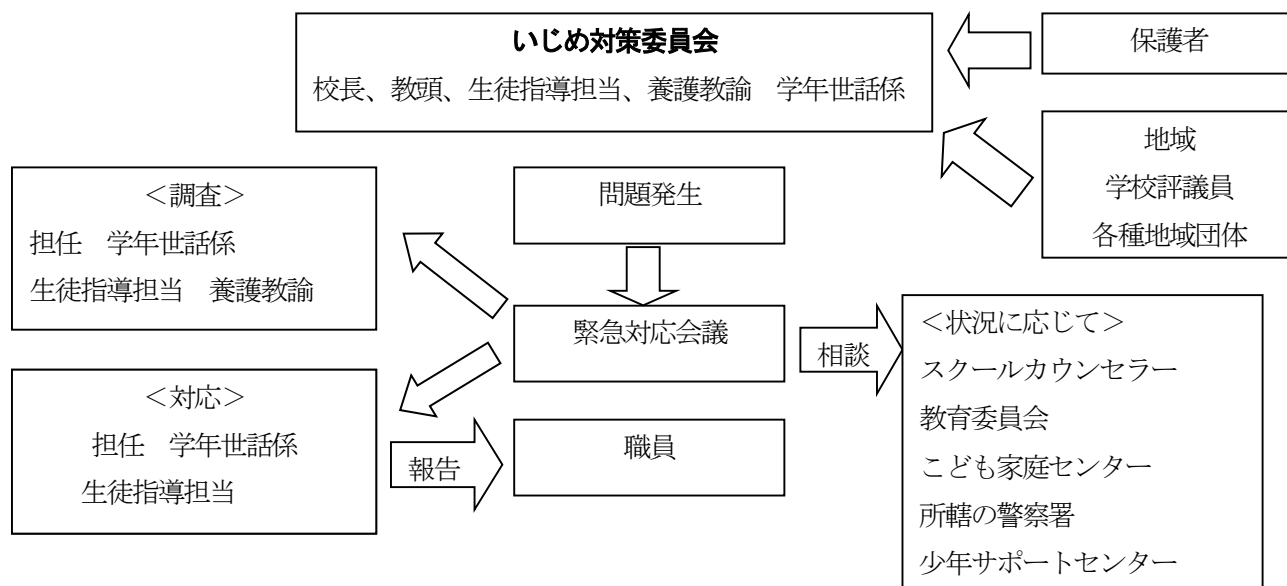 いじめ対策委員会
校長、教頭、生徒指導担当、養護教諭　学年世話係
保護者
地域
学校評議員
各種地域団体
＜調査＞
担任　学年世話係
生徒指導担当　養護教諭
問題発生
緊急対応会議
相談
＜状況に応じて＞
スクールカウンセラー
教育委員会
こども家庭センター
所轄の警察署
少年サポートセンター
＜対応＞
担任　学年世話係
生徒指導担当
報告
職員